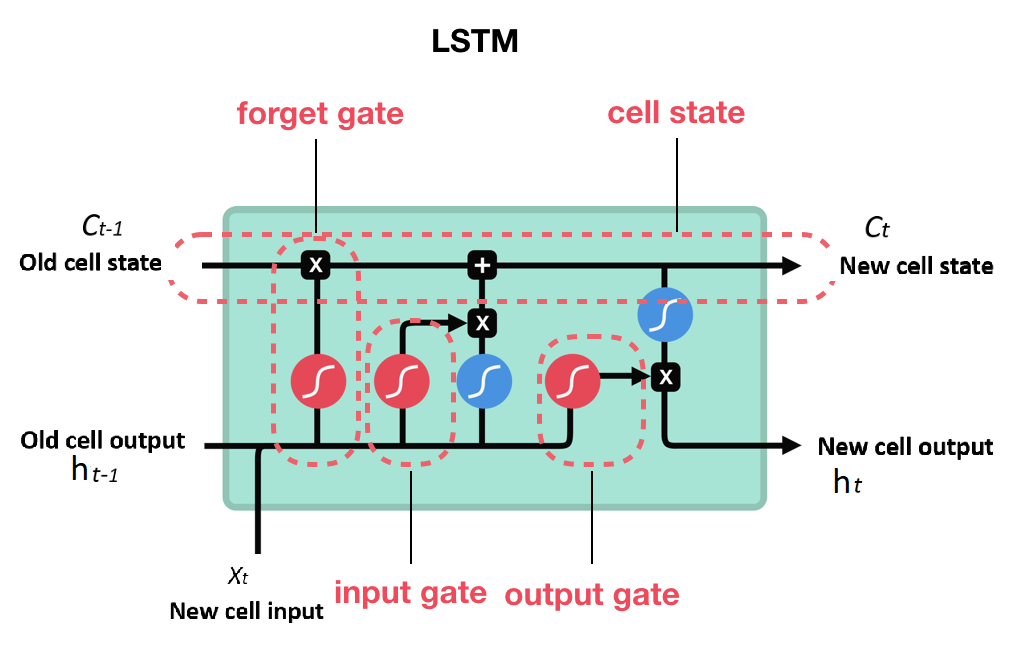 LSTM
forget gate
cell state
Ct-1
Old cell state
Ct
New cell state
X
+
X
X
Old cell output
ht-1
New cell output
ht
Xt
New cell input
input gate
output gate